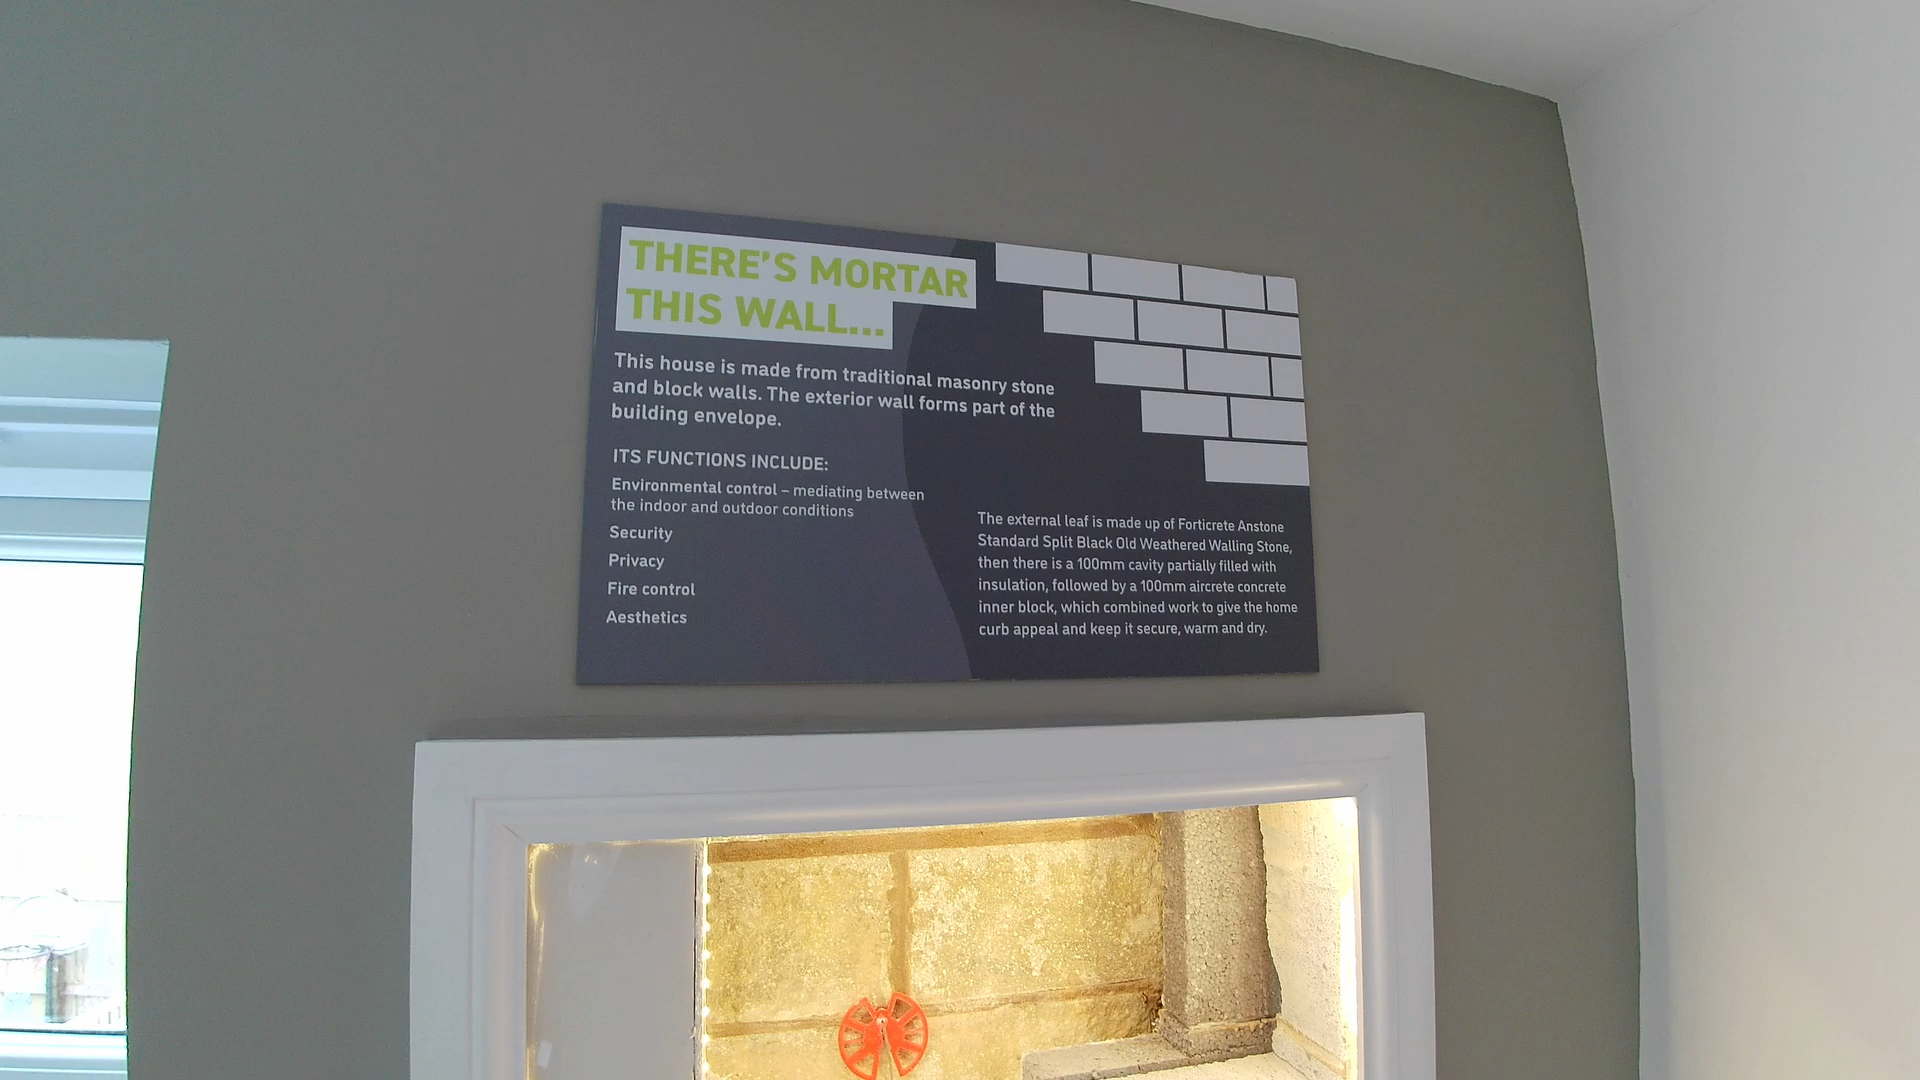 THERE'S MORTAR
THIS WALL...
This house is made from traditional masonry stone
and block walls. The exterior wall forms part of the
building envelope.
ITS FUNCTIONS INCLUDE:
Environmental control – mediating between
the indoor and outdoor conditions
Security
Privacy
Fire control
Aesthetics
The external leaf is made up of Forticrete Anstone
Standard Split Black Old Weathered Walling Stone,
then there is a 100mm cavity partially filled with
insulation, followed by a 100mm aircrete concrete
inner block, which combined work to give the home
curb appeal and keep it secure, warm and dry.